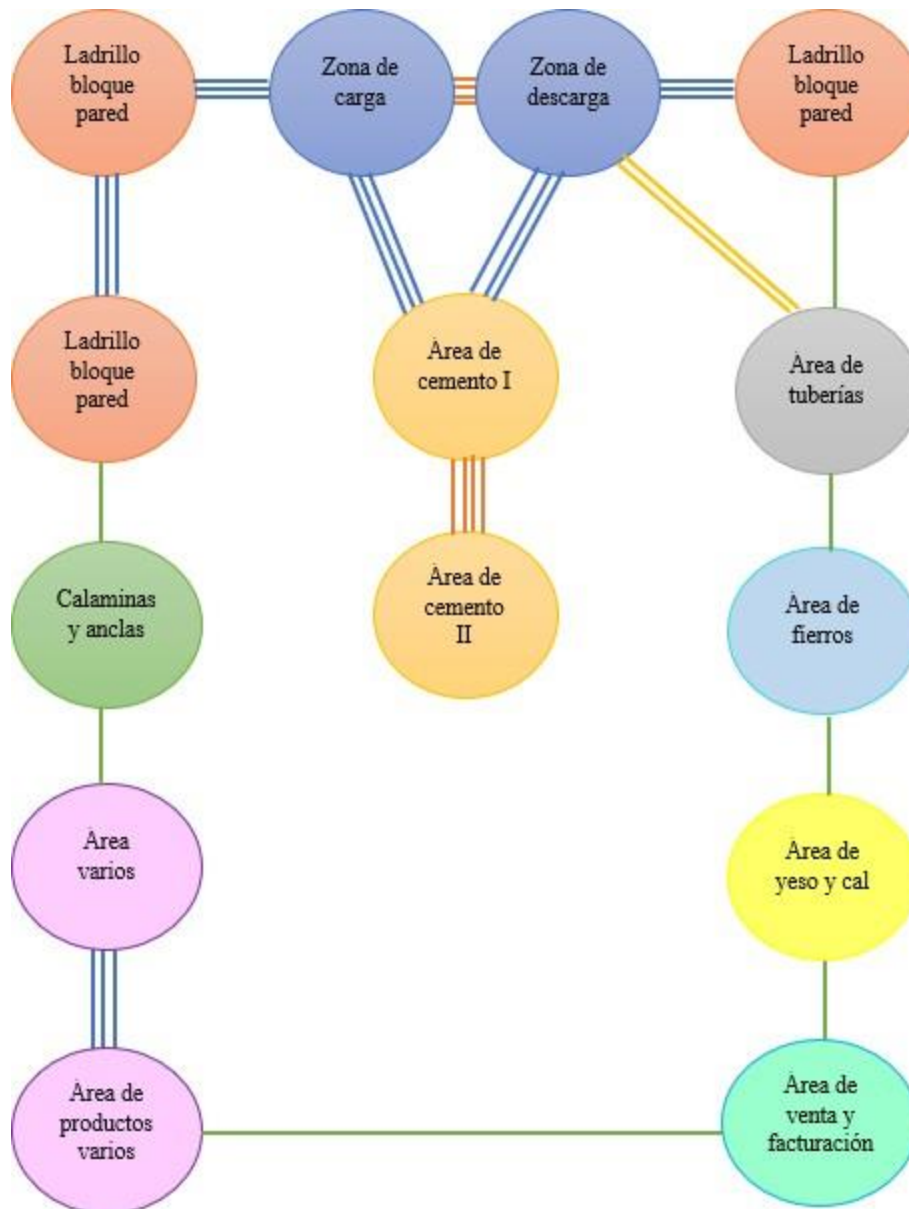 Ladrillo
bloque
pared
Zona de
carga
Zona de
descarga
Ladrillo
bloque
pared
Ladrillo
bloque
pared
Área de
cemento I
Área de
tuberías
Calaminas
y anclas
Área de
cemento
II
Área de
fierros
Área
varios
Área de
yeso y cal
Área de
productos
varios
Área de
venta y
facturación